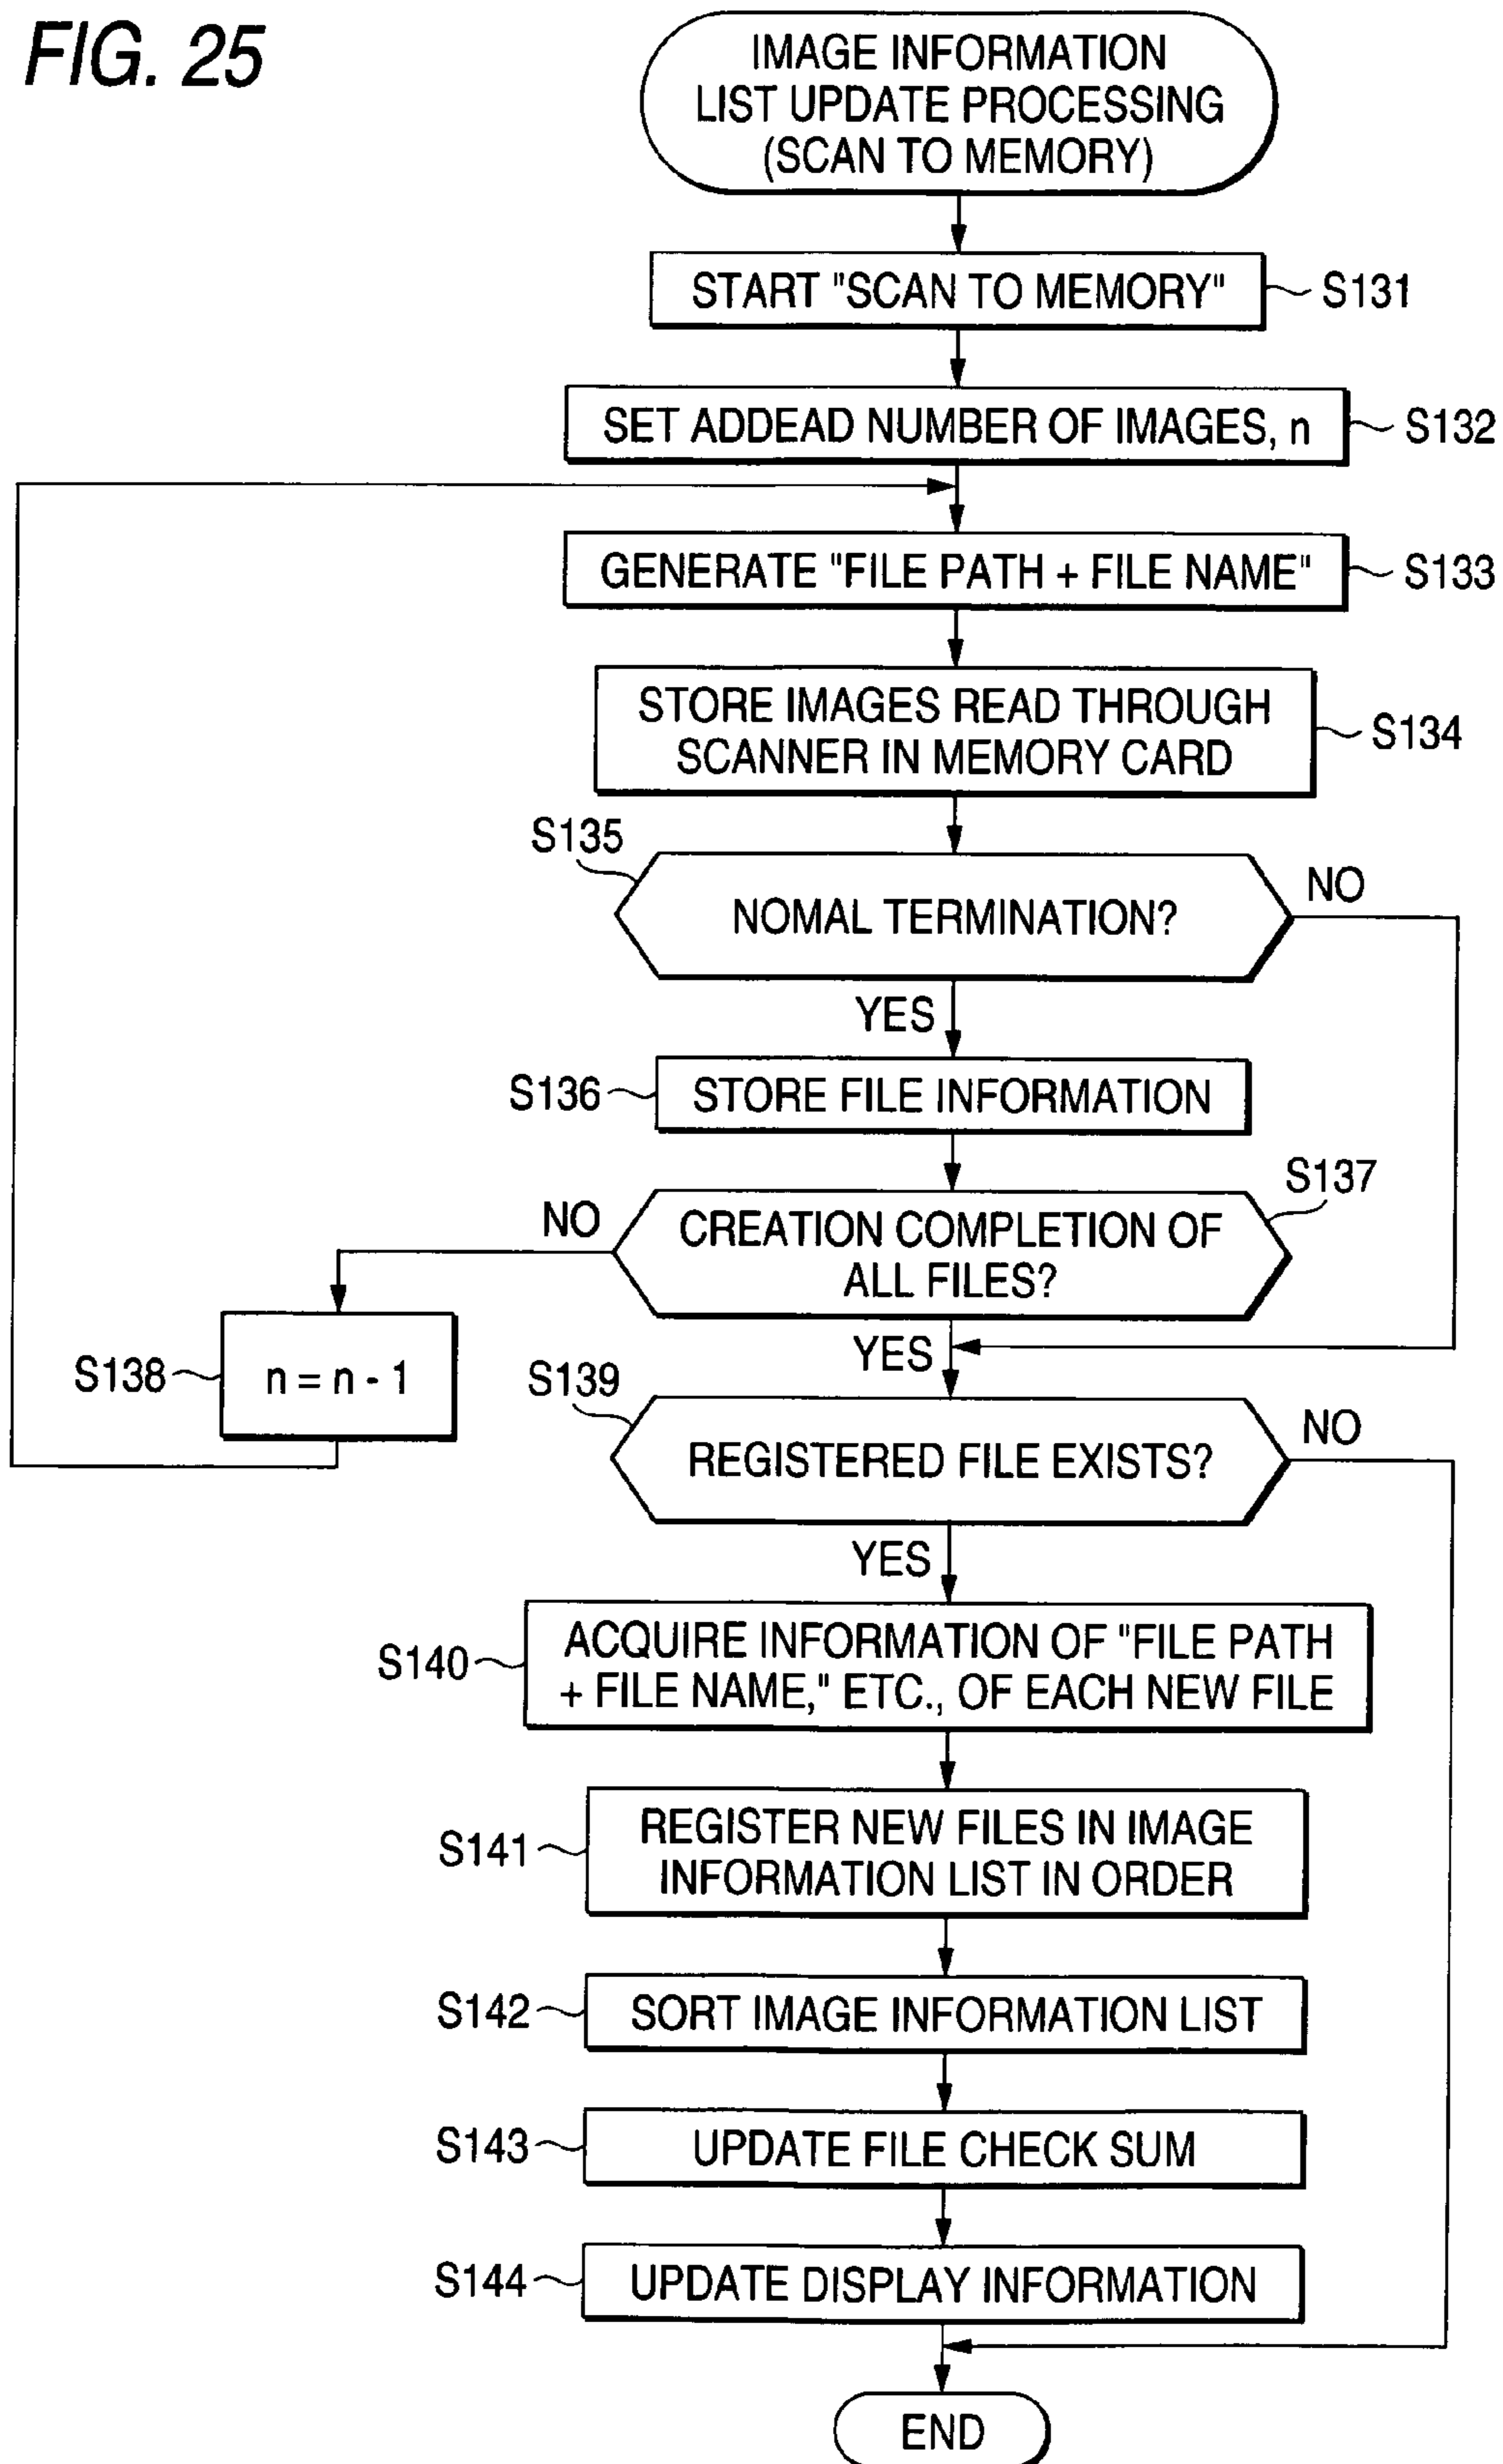 FIG. 25
IMAGE INFORMATION
LIST UPDATE PROCESSING
(SCAN TO MEMORY)
START "SCAN TO MEMORY"
S131
SET ADDEAD NUMBER OF IMAGES, n
S132
GENERATE "FILE PATH + FILE NAME"
S133
STORE IMAGES READ THROUGH
SCANNER IN MEMORY CARD
S134
S135
NOMAL TERMINATION?
NO
YES
S136
STORE FILE INFORMATION
S137
NO
CREATION COMPLETION OF
ALL FILES?
YES
S138
n = n - 1
S139
REGISTERED FILE EXISTS?
NO
YES
S140
ACQUIRE INFORMATION OF "FILE PATH
+ FILE NAME," ETC., OF EACH NEW FILE
S141
REGISTER NEW FILES IN IMAGE
INFORMATION LIST IN ORDER
S142
SORT IMAGE INFORMATION LIST
S143
UPDATE FILE CHECK SUM
S144
UPDATE DISPLAY INFORMATION
END